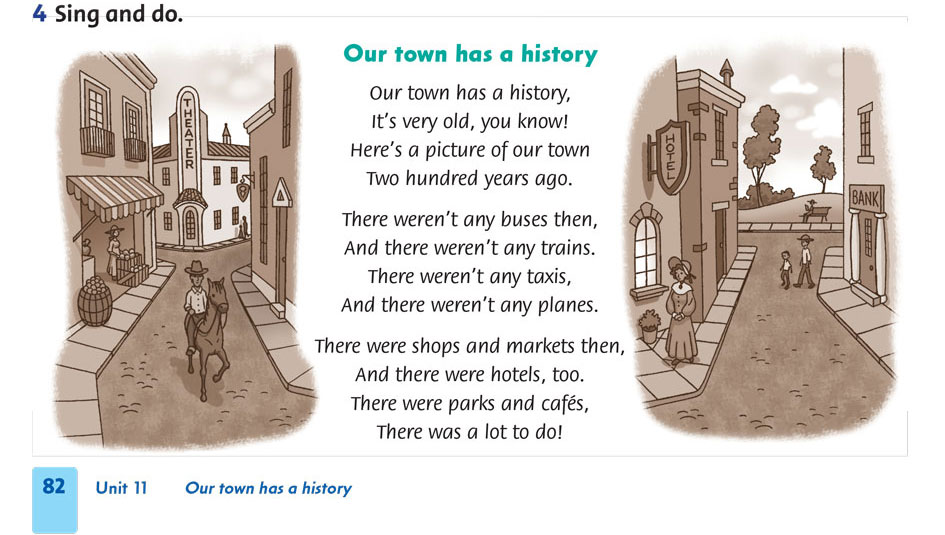 4 Sing and do.
Our town has a history
Our town has a history,
It's very old, you know!
Here's a picture of our town
Two hundred years ago.
There weren't any buses then,
And there weren't any trains.
There weren't any taxis,
And there weren't any planes.
There were shops and markets then,
And there were hotels, too.
There were parks and cafés,
There was a lot to do!
THEATER
HOTEL
BANK
82 Unit 11 Our town has a history